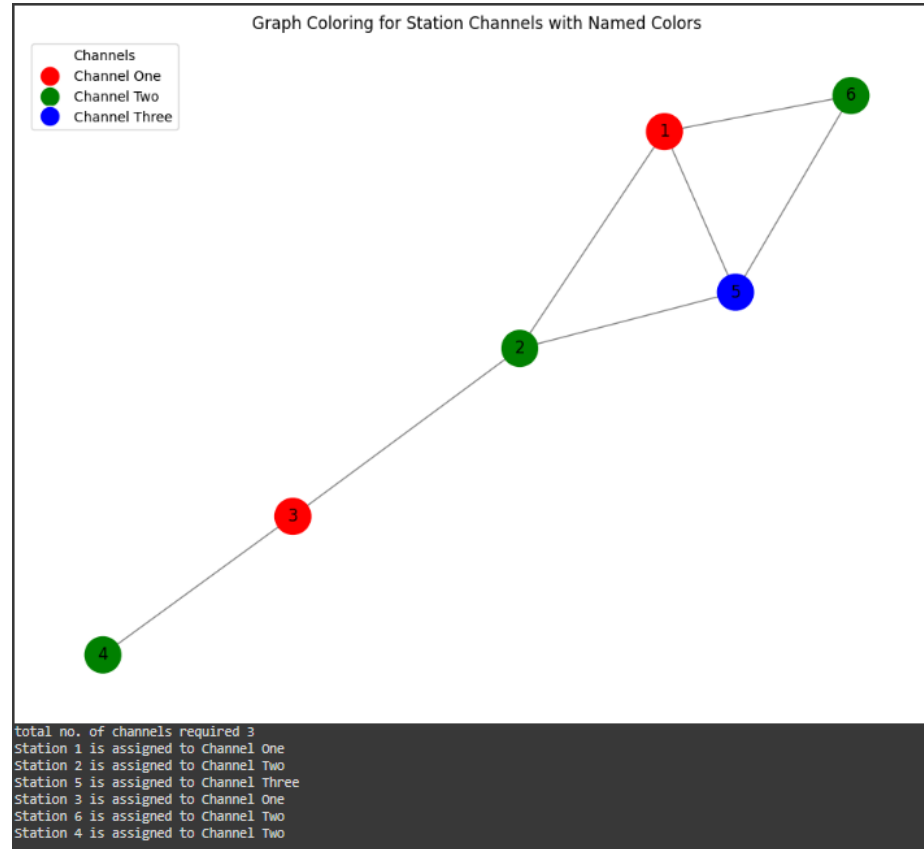 Graph Coloring for Station Channels with Named Colors
Channels
Channel One
Channel Two
Channel Three
6
1
5
2
3
4
total no. of channels required 3
Station 1 is assigned to Channel One
Station 2 is assigned to Channel Two
Station 5 is assigned to Channel Three
Station 3 is assigned to Channel One
Station 6 is assigned to Channel Two
Station 4 is assigned to Channel Two